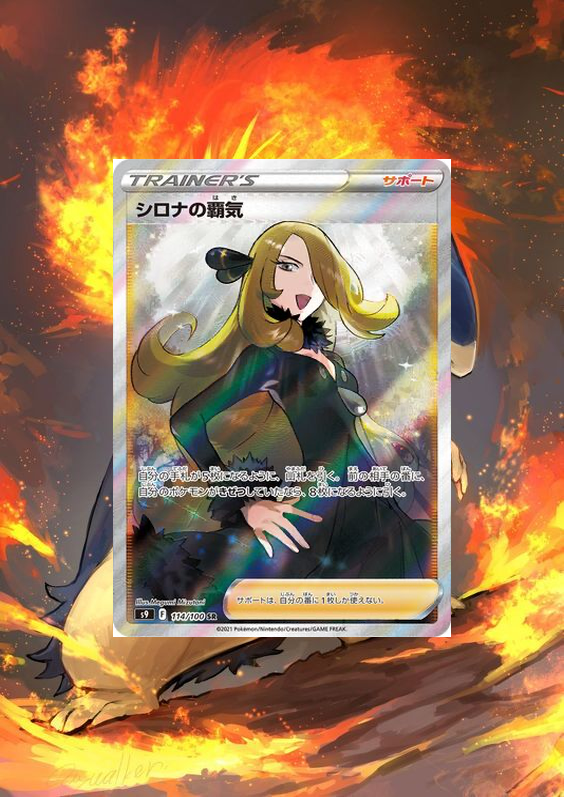 TRAINER'S サポート
シロナの覇気
はき
自分の手札が5枚になるように、山札を引く。前の相手の番に、
自分のポケモンがきぜつしていたなら、8枚になるように引く。
Illus. Megumi Mizutani
サポートは、自分の番に1枚しか使えない。
s9 F 114/100 SR
©2021 Pokémon/Nintendo/Creatures/GAME FREAK.